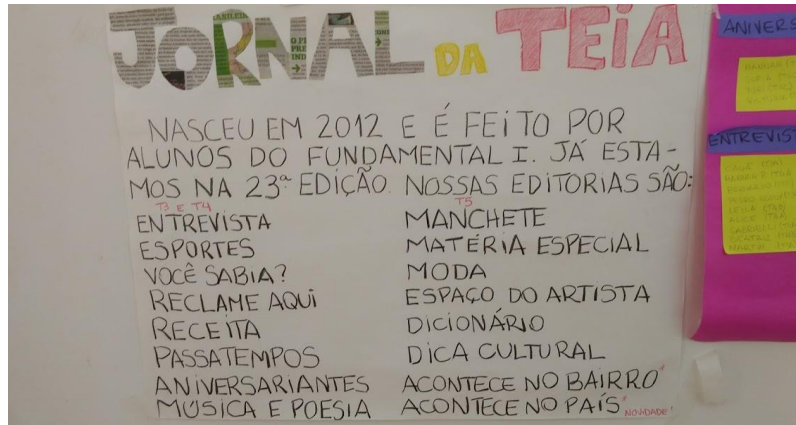 JORNAL DA TEIA
NASCEU EM 2012 E É FEITO POR
ALUNOS DO FUNDAMENTAL I. JÁ ESTA-
MOS NA 23ª EDIÇÃO. NOSSAS EDITORIAS SÃO:
T3 E T4
ENTREVISTA
ESPORTES
VOCÊ SABIA?
RECLAME AQUI
RECEITA
PASSATEMPOS
ANIVERSARIANTES
MÚSICA E POESIA
T5
MANCHETE
MATÉRIA ESPECIAL
MODA
ESPAÇO DO ARTISTA
DICIONÁRIO
DICA CULTURAL
ACONTECE NO BAIRRO*
ACONTECE NO PAÍS* NOVIDADE!
ANIVERS
ENTREVIST